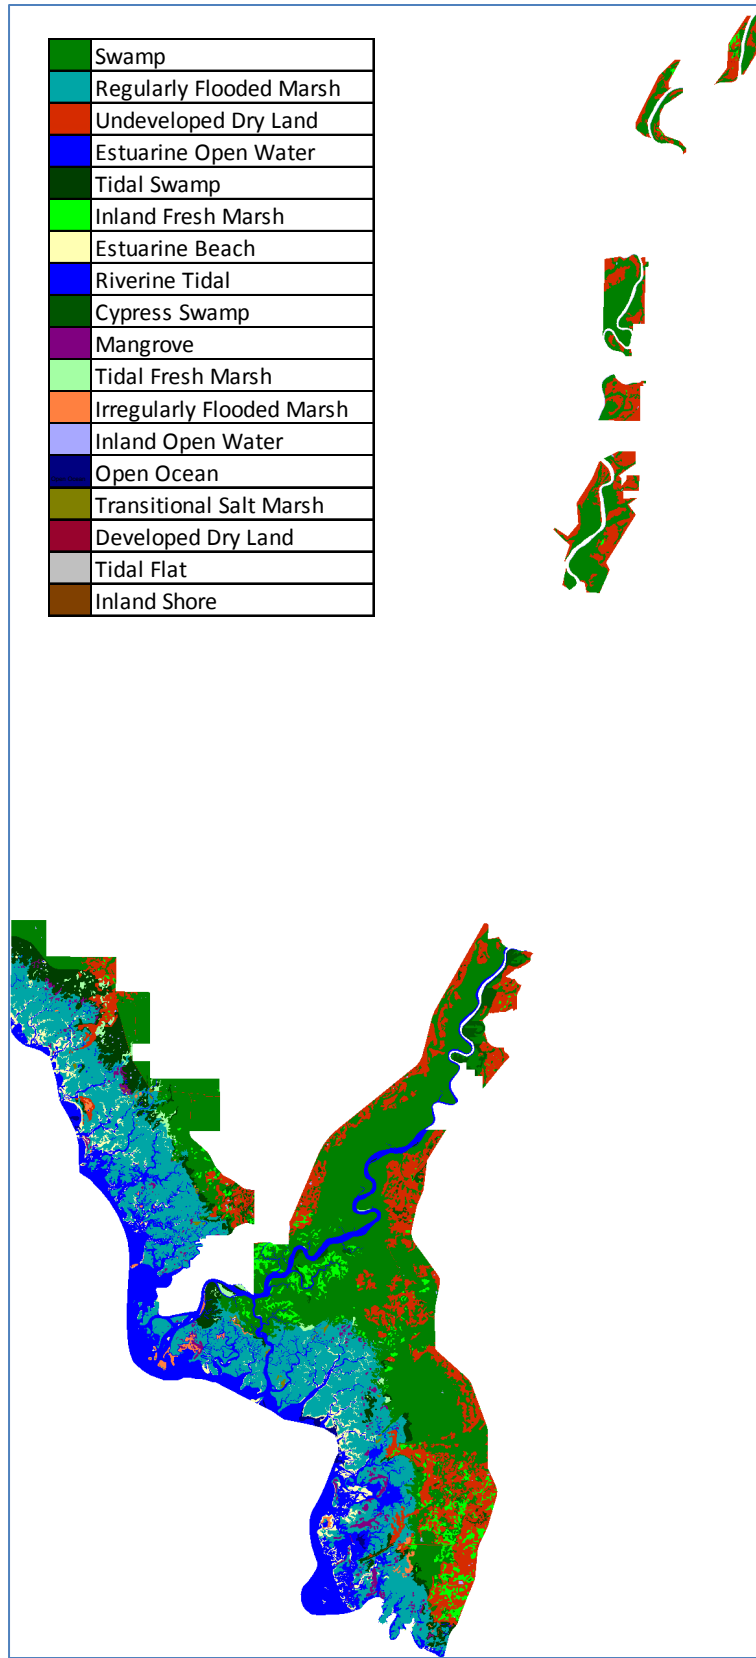 Swamp
Regularly Flooded Marsh
Undeveloped Dry Land
Estuarine Open Water
Tidal Swamp
Inland Fresh Marsh
Estuarine Beach
Riverine Tidal
Cypress Swamp
Mangrove
Tidal Fresh Marsh
Irregularly Flooded Marsh
Inland Open Water
Open Ocean
Transitional Salt Marsh
Developed Dry Land
Tidal Flat
Inland Shore